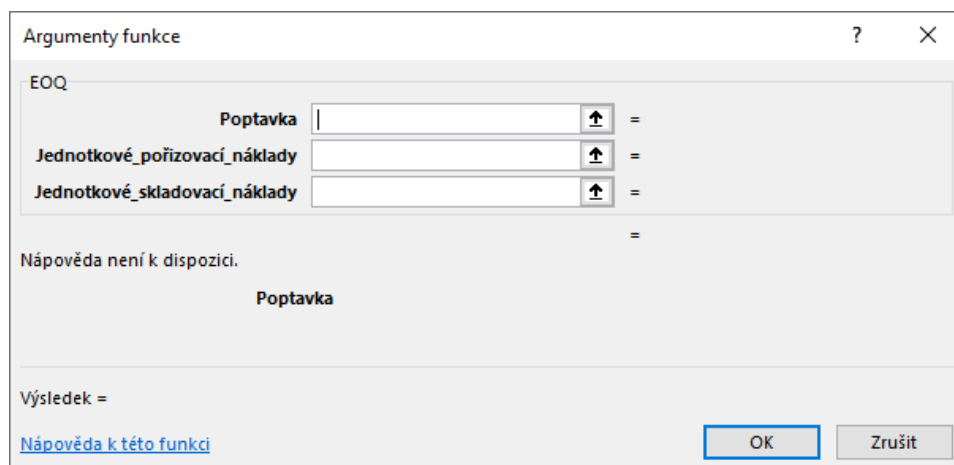 Argumenty funkce ? ×
EOQ
Poptavka =
Jednotkové_pořizovací_náklady =
Jednotkové_skladovací_náklady =
=
Nápověda není k dispozici.
Poptavka
Výsledek =
Nápověda k této funkci OK Zrušit